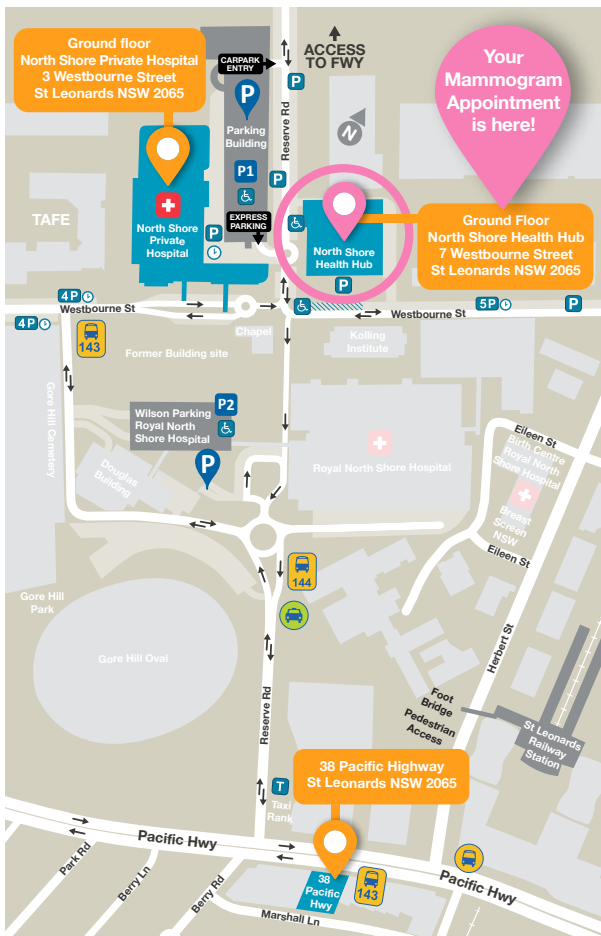 Ground floor
North Shore Private Hospital
3 Westbourne Street
St Leonards NSW 2065
CARPARK
ENTRY
ACCESS
TO FWY
Your
Mammogram
Appointment
is here!
P
P
Parking
Building
Reserve Rd
N
P1
P
TAFE
EXPRESS
PARKING
North Shore
Private
Hospital
P
North Shore
Health Hub
P
Ground Floor
North Shore Health Hub
7 Westbourne Street
St Leonards NSW 2065
4P
Westbourne St
4P
143
5P
P
Westbourne St
Chapel
Kolling
Institute
Former Building site
Gore Hill Cemetery
Wilson Parking
Royal North
Shore Hospital
P2
P
Douglas
Building
Royal North Shore Hospital
Eileen St
Birth Centre
Royal North
Shore Hospital
Breast
Screen
NSW
Eileen St
144
Gore Hill
Park
Gore Hill Oval
Reserve Rd
Herbert St
Foot
Bridge
Pedestrian
Access
St Leonards
Railway
Station
38 Pacific Highway
St Leonards NSW 2065
T
Taxi
Rank
Pacific Hwy
Park Rd
Berry Ln
Berry Rd
38
Pacific
Hwy
143
Pacific Hwy
Marshall Ln